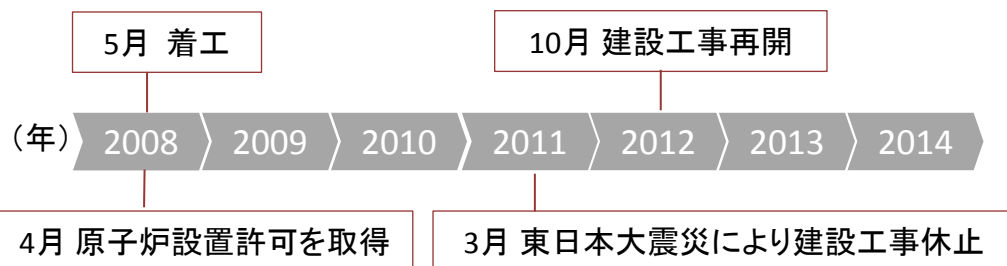 5月 着工
10月 建設工事再開
(年) 2008 2009 2010 2011 2012 2013 2014
4月 原子炉設置許可を取得
3月 東日本大震災により建設工事休止